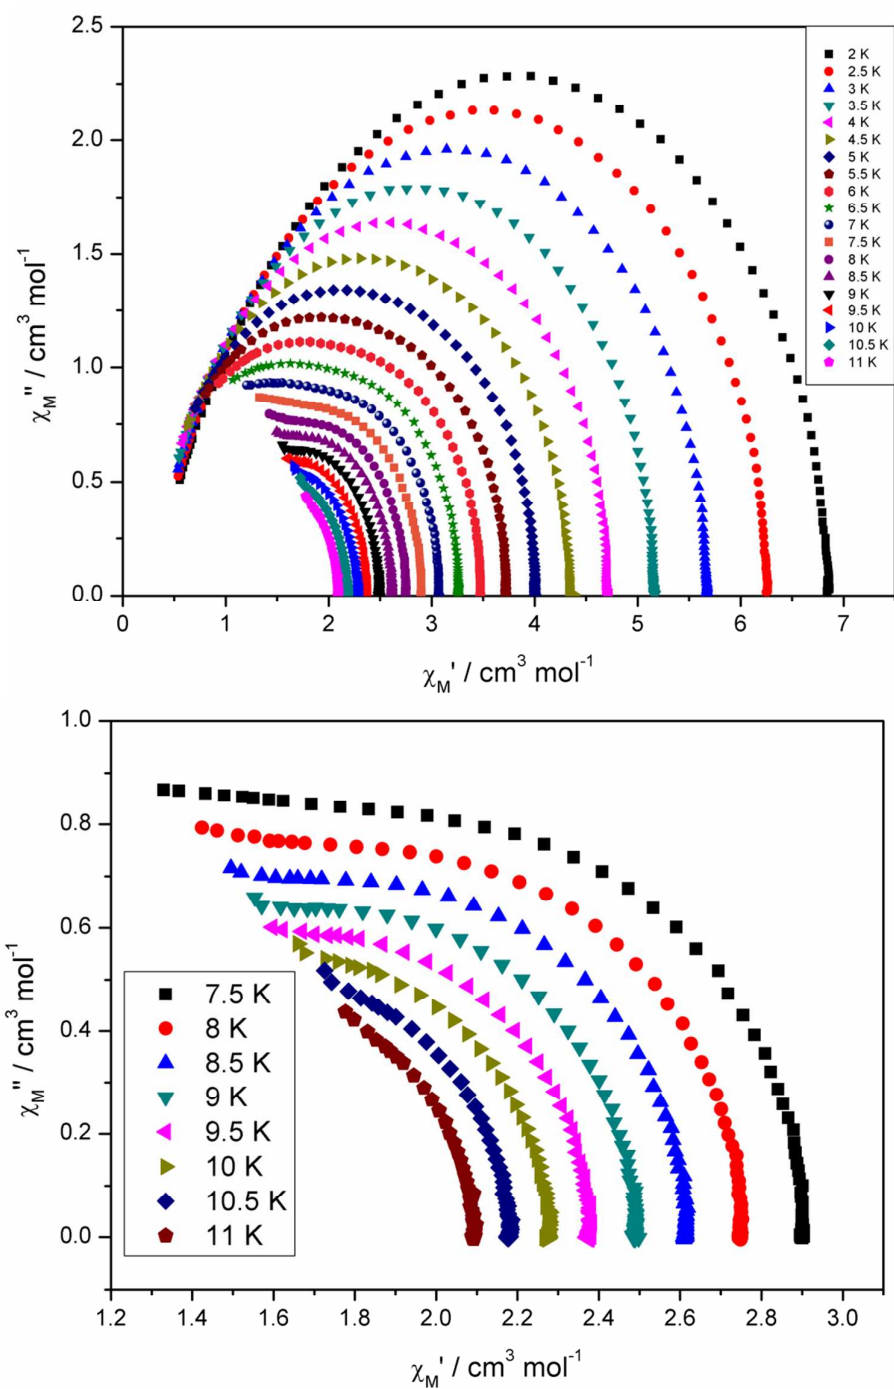 2.5
2.0
1.5
1.0
0.5
0.0
χM'' / cm³ mol⁻¹
0 1 2 3 4 5 6 7
χM' / cm³ mol⁻¹
2 K
2.5 K
3 K
3.5 K
4 K
4.5 K
5 K
5.5 K
6 K
6.5 K
7 K
7.5 K
8 K
8.5 K
9 K
9.5 K
10 K
10.5 K
11 K
1.0
0.8
0.6
0.4
0.2
0.0
χM'' / cm³ mol⁻¹
7.5 K
8 K
8.5 K
9 K
9.5 K
10 K
10.5 K
11 K
1.2 1.4 1.6 1.8 2.0 2.2 2.4 2.6 2.8 3.0
χM' / cm³ mol⁻¹